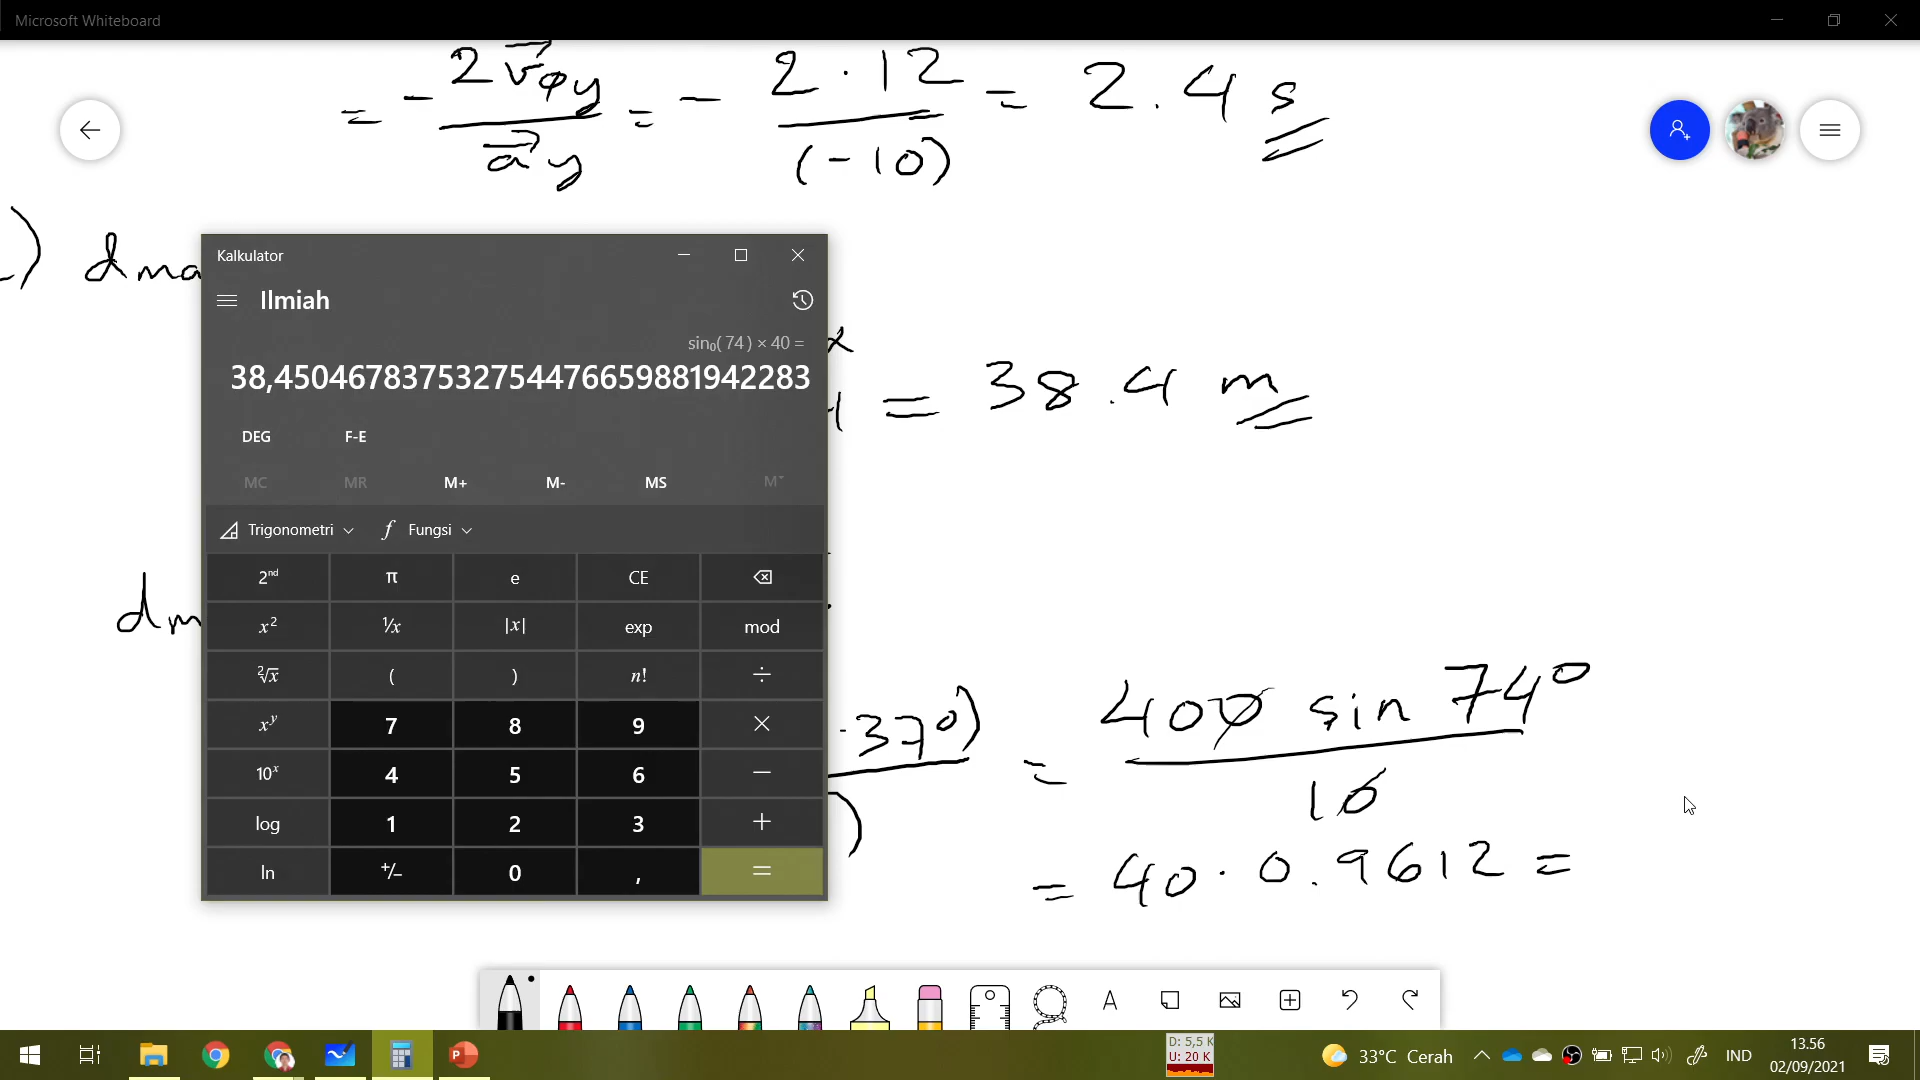 Microsoft Whiteboard
= - 2v⃗₀y / a⃗y = - 2 · 12 / (-10) = 2.4 s
) dma
Kalkulator
Ilmiah
sin₀( 74 ) × 40 =
38,450467837532754476659881942283
x
= 38.4 m
DEG F-E
MC MR M+ M- MS M˅
Trigonometri Fungsi
2ⁿᵈ π e CE
x² ¹/x |x| exp mod
²√x ( ) n! ÷
xʸ 7 8 9 ×
10ˣ 4 5 6 −
log 1 2 3 +
ln +/− 0 , =
dm
·37°) / ) = 400 sin 74° / 10
= 40 · 0.9612 =
A
D: 5,5 K
U: 20 K
33°C Cerah
IND
13.56
02/09/2021